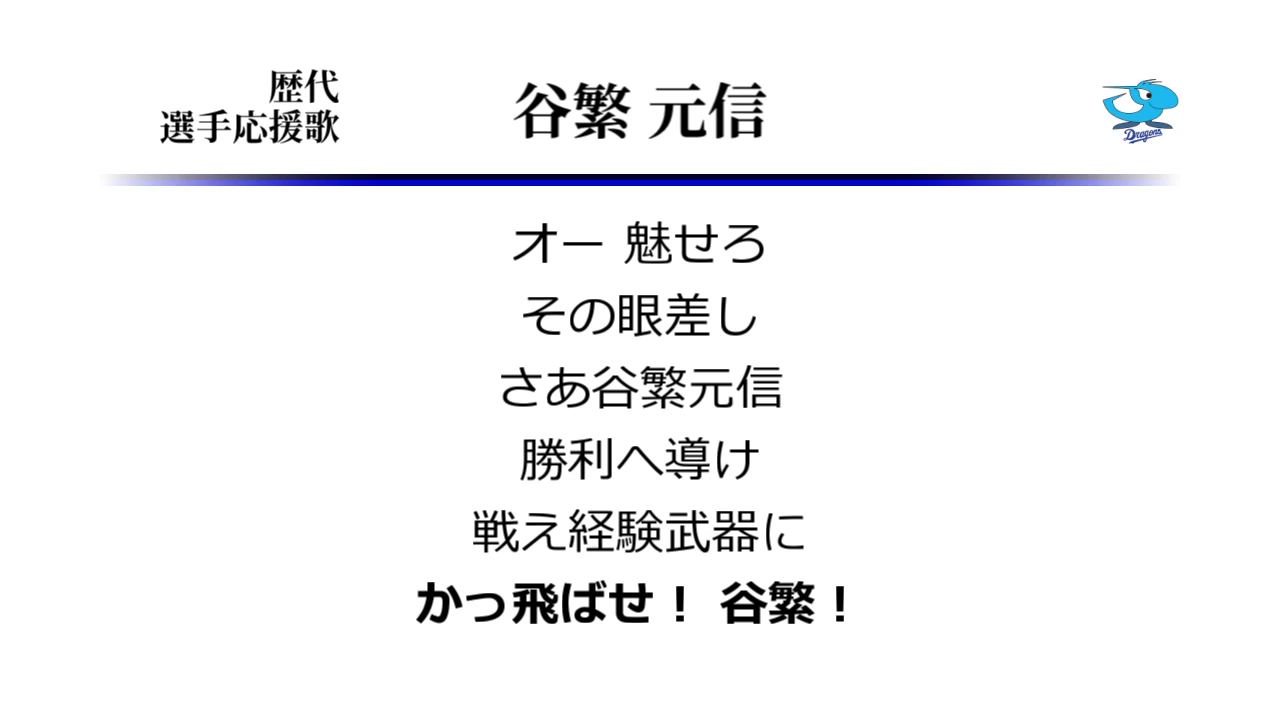 歴代
選手応援歌
谷繁 元信
Dragons
オー 魅せろ
その眼差し
さあ谷繁元信
勝利へ導け
戦え経験武器に
かっ飛ばせ！ 谷繁！